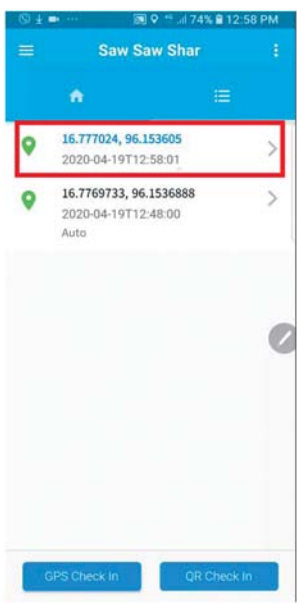 74% 12:58 PM
Saw Saw Shar
16.777024, 96.153605
2020-04-19T12:58:01
16.7769733, 96.1536888
2020-04-19T12:48:00
Auto
GPS Check In QR Check In